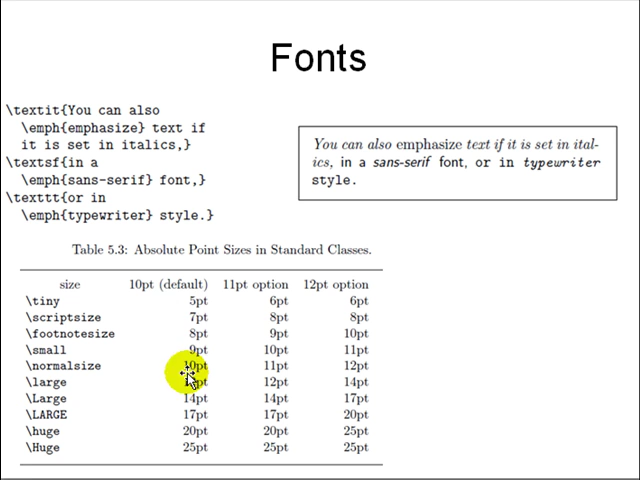 Fonts
\textit{You can also
\emph{emphasize} text if
it is set in italics,}
\textsf{in a
\emph{sans-serif} font,}
\texttt{or in
\emph{typewriter} style.}
You can also emphasize text if it is set in ital-
ics, in a sans-serif font, or in typewriter
style.
Table 5.3: Absolute Point Sizes in Standard Classes.
size 10pt (default) 11pt option 12pt option
\tiny 5pt 6pt 6pt
\scriptsize 7pt 8pt 8pt
\footnotesize 8pt 9pt 10pt
\small 9pt 10pt 11pt
\normalsize 10pt 11pt 12pt
\large 12pt 14pt
\Large 14pt 14pt 17pt
\LARGE 17pt 17pt 20pt
\huge 20pt 20pt 25pt
\Huge 25pt 25pt 25pt